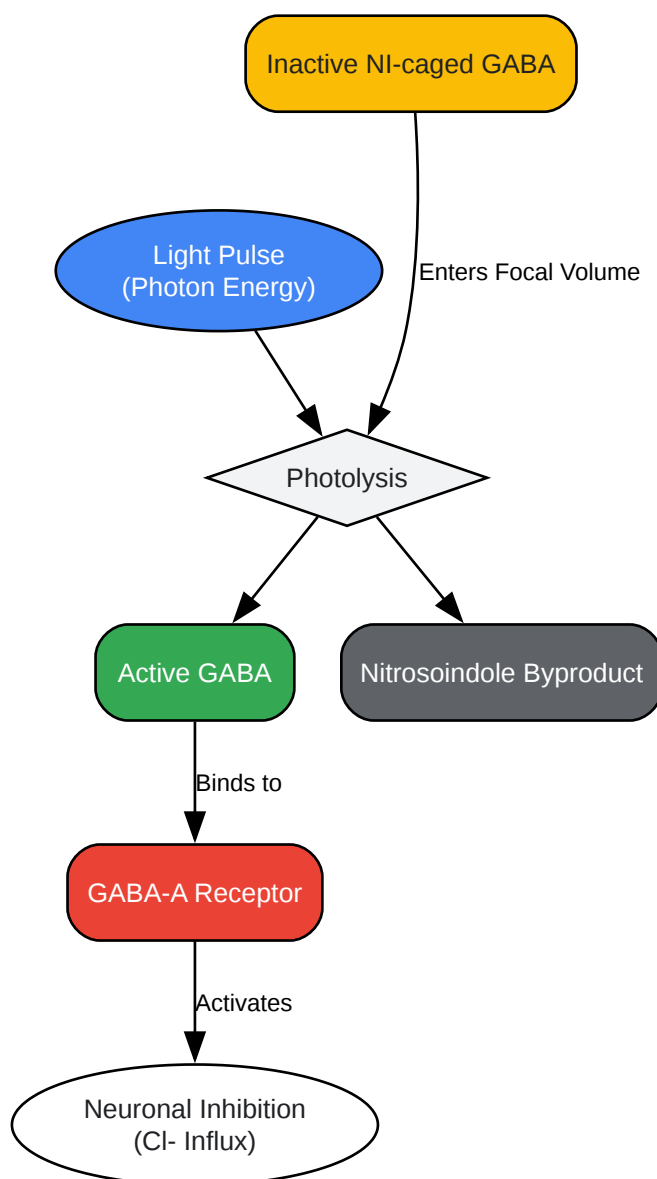 Inactive NI-caged GABA
Light Pulse
(Photon Energy)
Enters Focal Volume
Photolysis
Active GABA
Nitrosoindole Byproduct
Binds to
GABA-A Receptor
Activates
Neuronal Inhibition
(Cl- Influx)